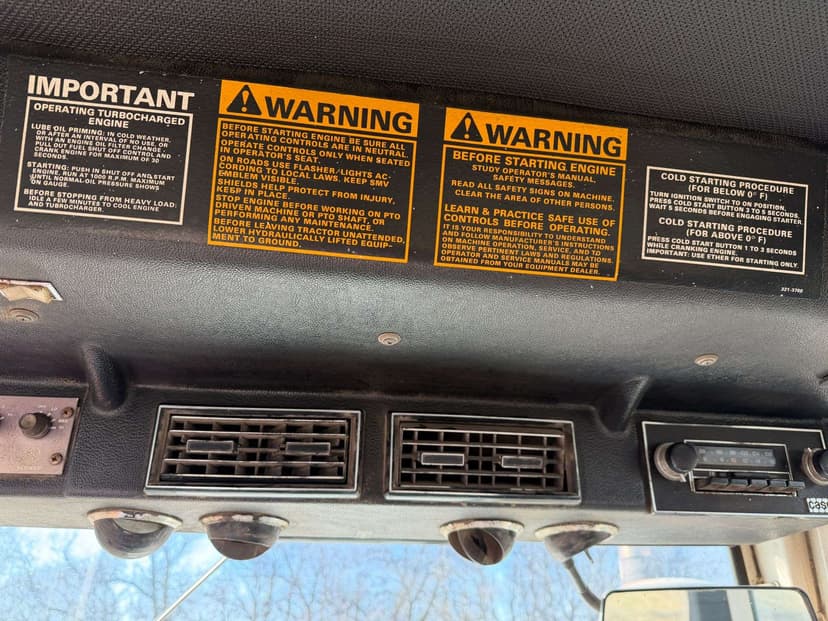 IMPORTANT
OPERATING TURBOCHARGED
ENGINE
LUBE OIL PRIMING: IN COLD WEATHER,
OR AFTER AN INTERVAL OF NO USE, OR
WITH AN ENGINE OIL FILTER CHANGE -
PULL OUT FUEL SHUT OFF CONTROL AND
CRANK ENGINE FOR MAXIMUM OF 30
SECONDS.
STARTING: PUSH IN SHUT OFF AND START
ENGINE. RUN AT 1000 R.P.M. MAXIMUM
UNTIL NORMAL OIL PRESSURE SHOWS
ON GAUGE.
BEFORE STOPPING FROM HEAVY LOAD:
IDLE A FEW MINUTES TO COOL ENGINE
AND TURBOCHARGER.
WARNING
BEFORE STARTING ENGINE BE SURE ALL
OPERATING CONTROLS ARE IN NEUTRAL.
OPERATE CONTROLS ONLY WHEN SEATED
IN OPERATOR'S SEAT.
ON ROADS USE FLASHER/LIGHTS AC-
CORDING TO LOCAL LAWS. KEEP SMV
EMBLEM VISIBLE.
SHIELDS HELP PROTECT FROM INJURY,
KEEP IN PLACE.
STOP ENGINE BEFORE WORKING ON PTO
DRIVEN MACHINE OR PTO SHAFT, OR
PERFORMING ANY MAINTENANCE.
BEFORE LEAVING TRACTOR UNATTENDED,
LOWER HYDRAULICALLY LIFTED EQUIP-
MENT TO GROUND.
WARNING
BEFORE STARTING ENGINE
STUDY OPERATOR'S MANUAL,
SAFETY MESSAGES.
READ ALL SAFETY SIGNS ON MACHINE.
CLEAR THE AREA OF OTHER PERSONS.
LEARN & PRACTICE SAFE USE OF
CONTROLS BEFORE OPERATING.
IT IS YOUR RESPONSIBILITY TO UNDERSTAND
AND FOLLOW MANUFACTURER'S INSTRUCTIONS
ON MACHINE OPERATION, SERVICE, AND TO
OBSERVE PERTINENT LAWS AND REGULATIONS.
OPERATOR AND SERVICE MANUALS MAY BE
OBTAINED FROM YOUR EQUIPMENT DEALER.
COLD STARTING PROCEDURE
(FOR BELOW 0° F)
TURN IGNITION SWITCH TO ON POSITION.
PRESS COLD START BUTTON 3 TO 5 SECONDS,
WAIT 5 SECONDS BEFORE ENGAGING STARTER.
COLD STARTING PROCEDURE
(FOR ABOVE 0° F)
PRESS COLD START BUTTON 1 TO 3 SECONDS
WHILE CRANKING ENGINE.
IMPORTANT: USE ETHER FOR STARTING ONLY
321-3760
case